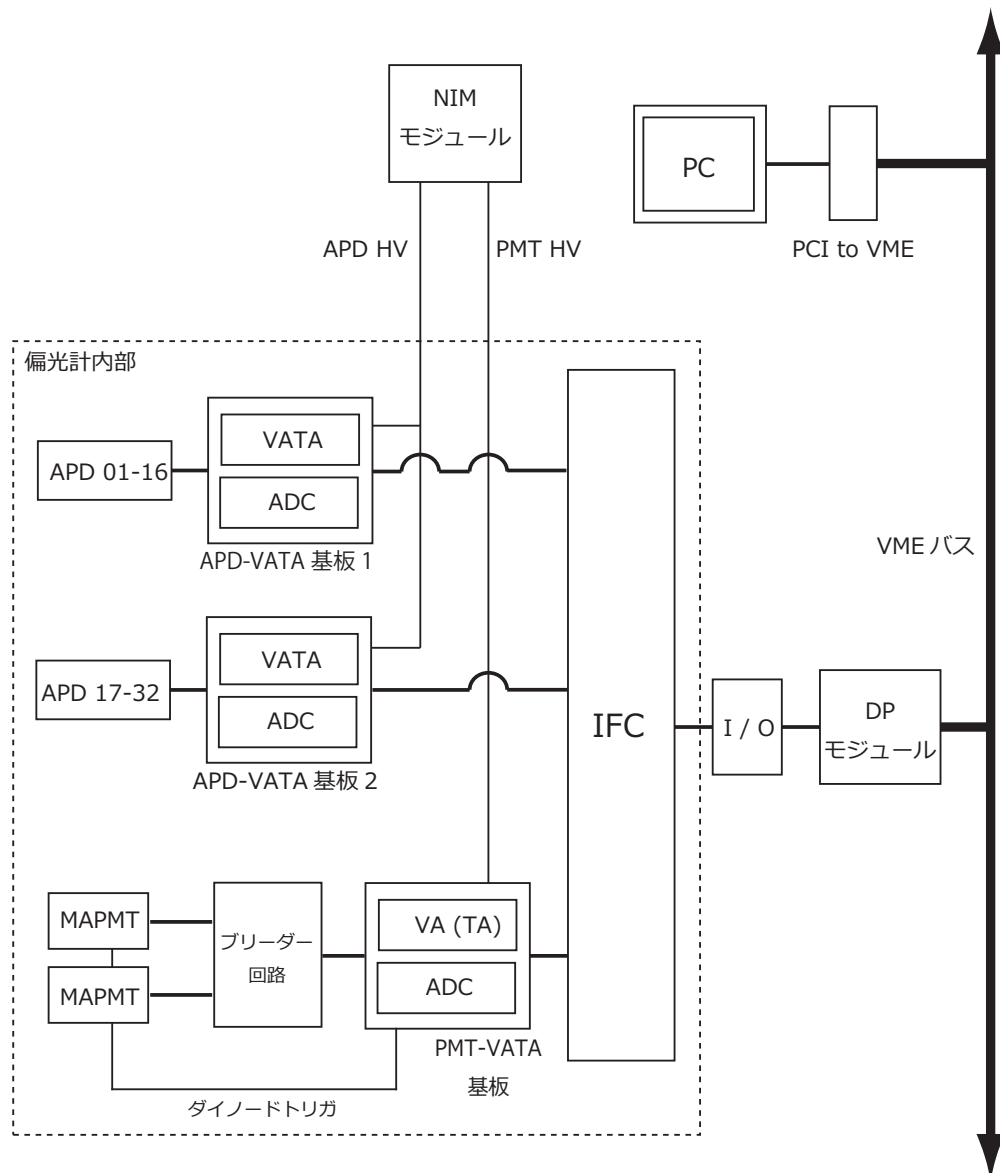 NIM
モジュール
PC
APD HV
PMT HV
PCI to VME
偏光計内部
VATA
APD 01-16
ADC
APD-VATA 基板 1
VME バス
VATA
APD 17-32
ADC
APD-VATA 基板 2
IFC
I / O
DP
モジュール
MAPMT
MAPMT
ブリーダー
回路
VA (TA)
ADC
PMT-VATA
基板
ダイノードトリガ